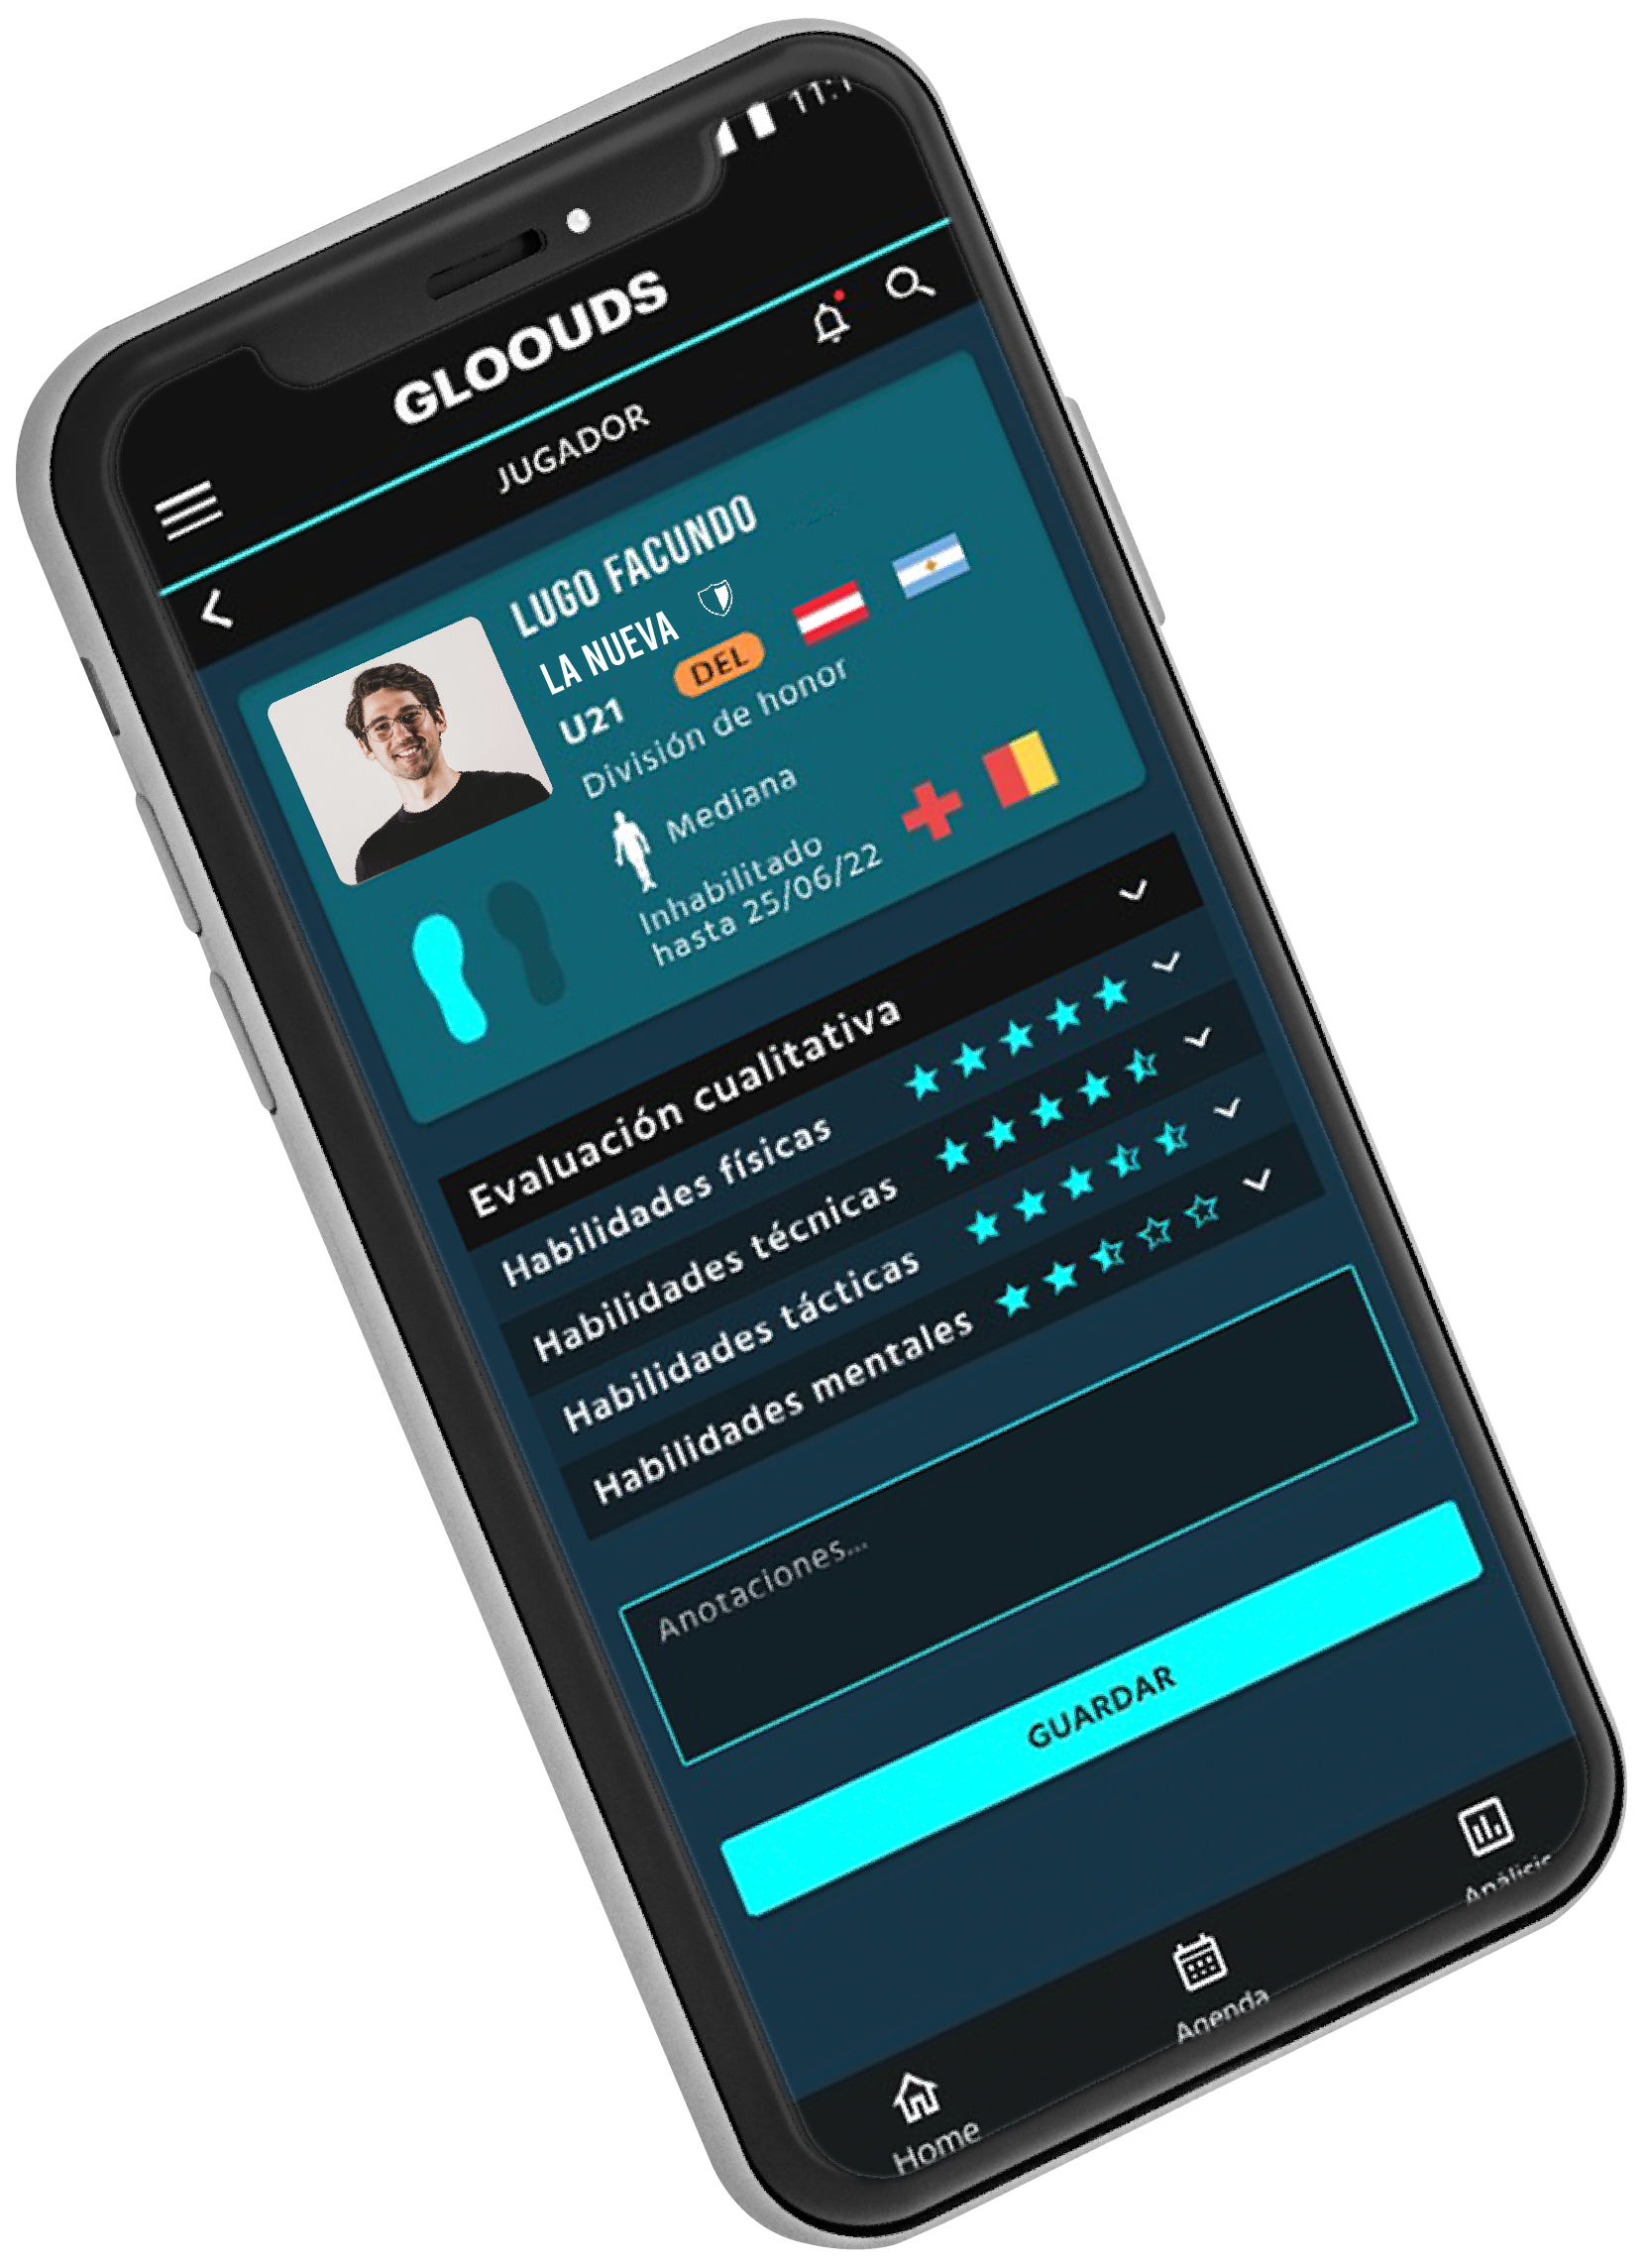 GLOOUDS
JUGADOR
LUGO FACUNDO
LA NUEVA
U21 DEL
División de honor
Mediana
Inhabilitado
hasta 25/06/22
Evaluación cualitativa
Habilidades físicas
Habilidades técnicas
Habilidades tácticas
Habilidades mentales
Anotaciones...
GUARDAR
Home
Agenda
Análisis